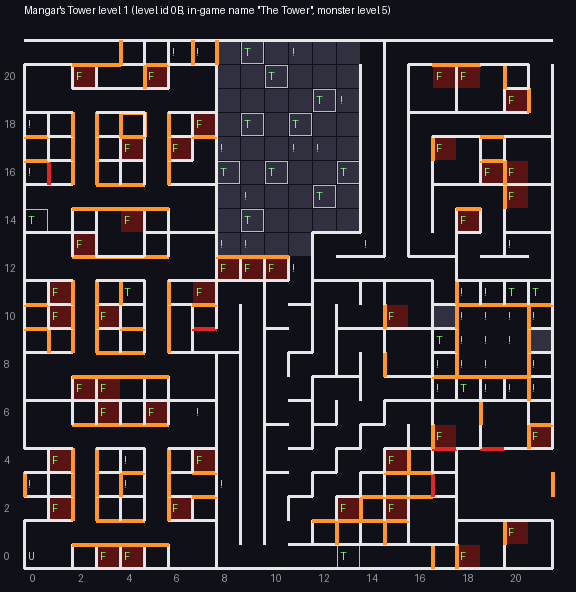 Mangar's Tower level 1 (level id 0B, in-game name "The Tower", monster level 5)
! ! T !
20 F F T F F
T ! F
18 ! F T T
F F ! ! ! F
16 ! F T T F F
! T F
14 T F T F
F ! ! ! !
12 F F F !
F T F ! ! T T
10 F F F ! !
T ! !
8 ! ! !
F F ! T ! ! !
6 F F !
F F
4 F ! F F
! ! !
2 F F F F
F
0 U F F T F
0 2 4 6 8 10 12 14 16 18 20